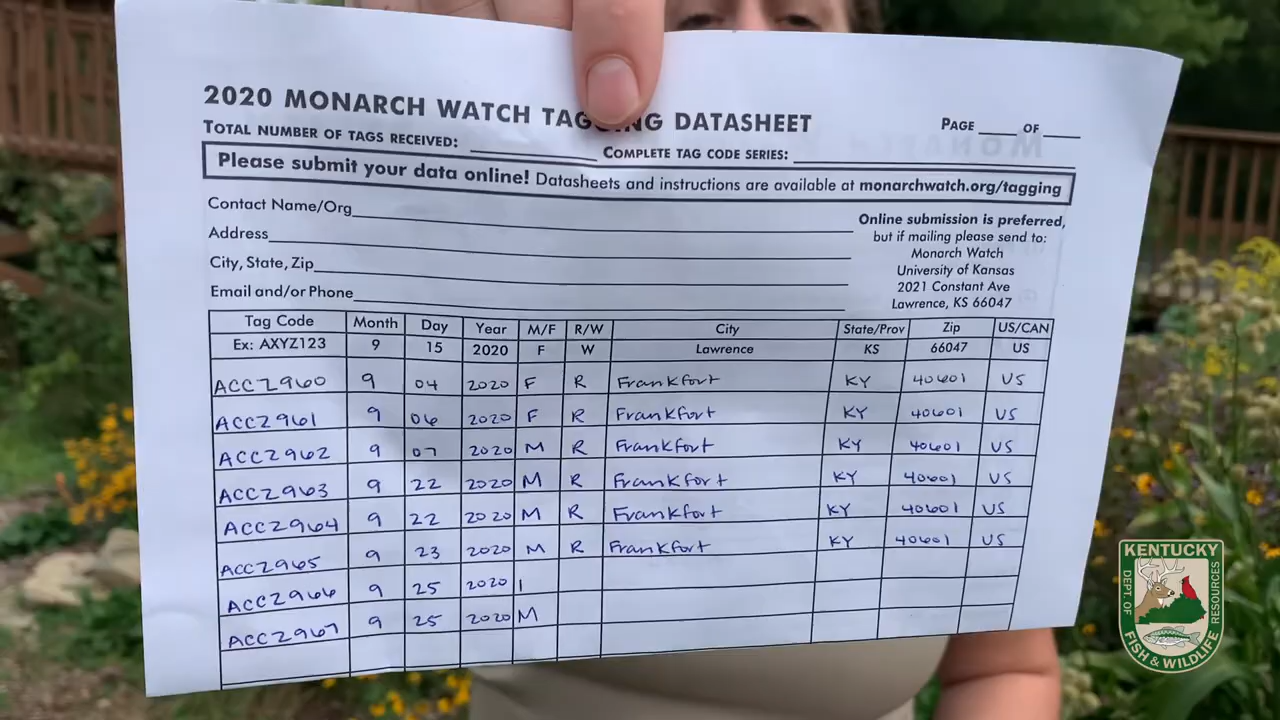 2020 MONARCH WATCH TAGGING DATASHEET
PAGE ____ OF ____
TOTAL NUMBER OF TAGS RECEIVED: ____ COMPLETE TAG CODE SERIES: ____
Please submit your data online! Datasheets and instructions are available at monarchwatch.org/tagging
Contact Name/Org
Address
City, State, Zip
Email and/or Phone
Online submission is preferred,
but if mailing please send to:
Monarch Watch
University of Kansas
2021 Constant Ave
Lawrence, KS 66047
Tag Code Month Day Year M/F R/W City State/Prov Zip US/CAN
Ex: AXYZ123 9 15 2020 F W Lawrence KS 66047 US
ACCZ960 9 04 2020 F R Frankfort KY 40601 US
ACCZ961 9 06 2020 F R Frankfort KY 40601 US
ACCZ962 9 07 2020 M R Frankfort KY 40601 US
ACCZ963 9 22 2020 M R Frankfort KY 40601 US
ACCZ964 9 22 2020 M R Frankfort KY 40601 US
ACCZ965 9 23 2020 M R Frankfort KY 40601 US
ACCZ966 9 25 2020
ACCZ967 9 25 2020 M
KENTUCKY
DEPT. OF
FISH & WILDLIFE
RESOURCES